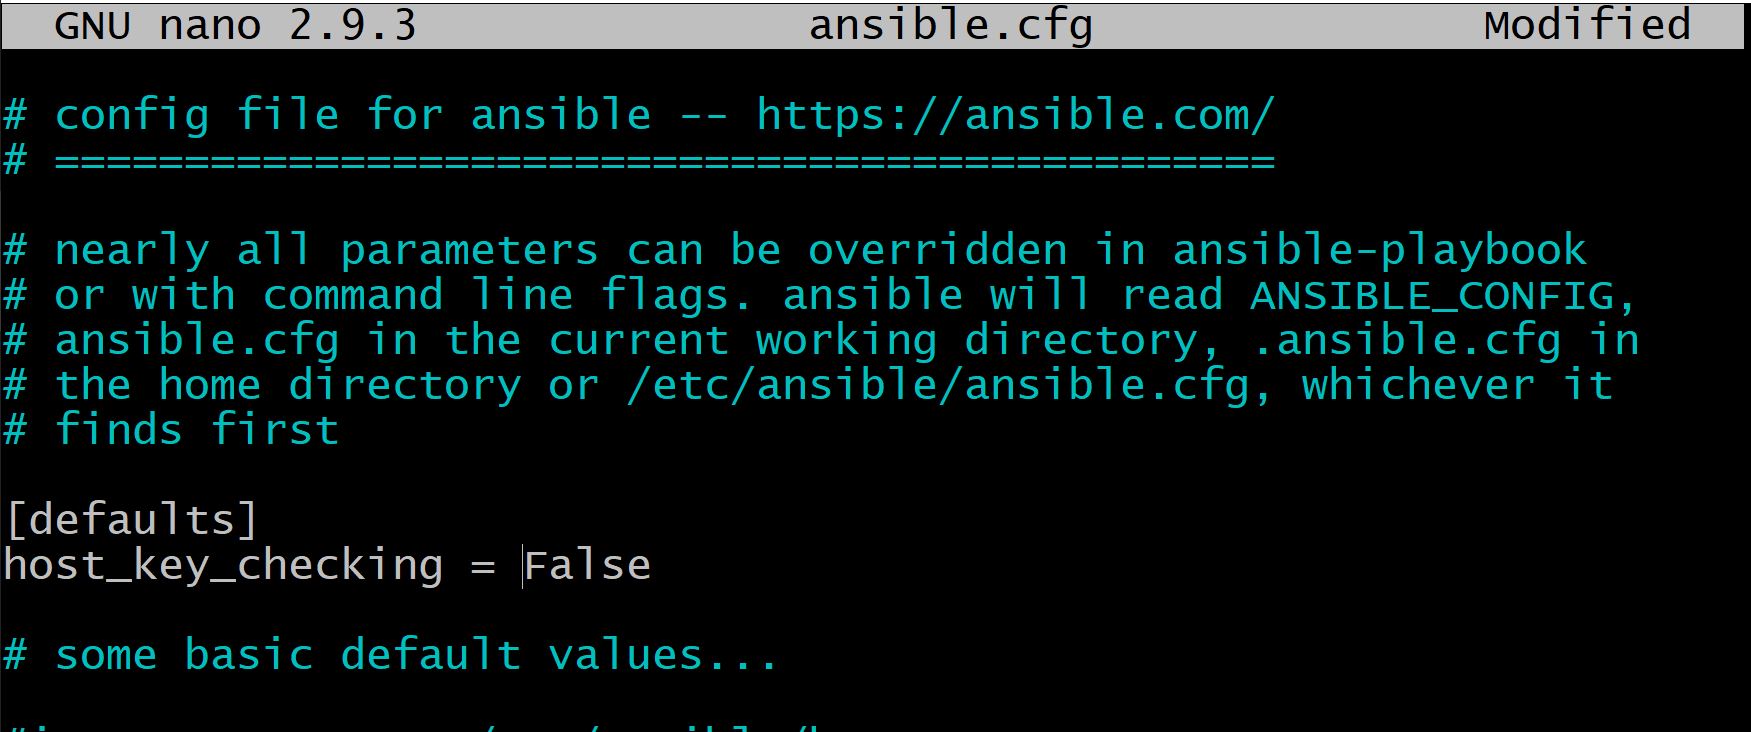 GNU nano 2.9.3 ansible.cfg Modified
# config file for ansible -- https://ansible.com/
# ===============================================
# nearly all parameters can be overridden in ansible-playbook
# or with command line flags. ansible will read ANSIBLE_CONFIG,
# ansible.cfg in the current working directory, .ansible.cfg in
# the home directory or /etc/ansible/ansible.cfg, whichever it
# finds first
[defaults]
host_key_checking = False
# some basic default values...